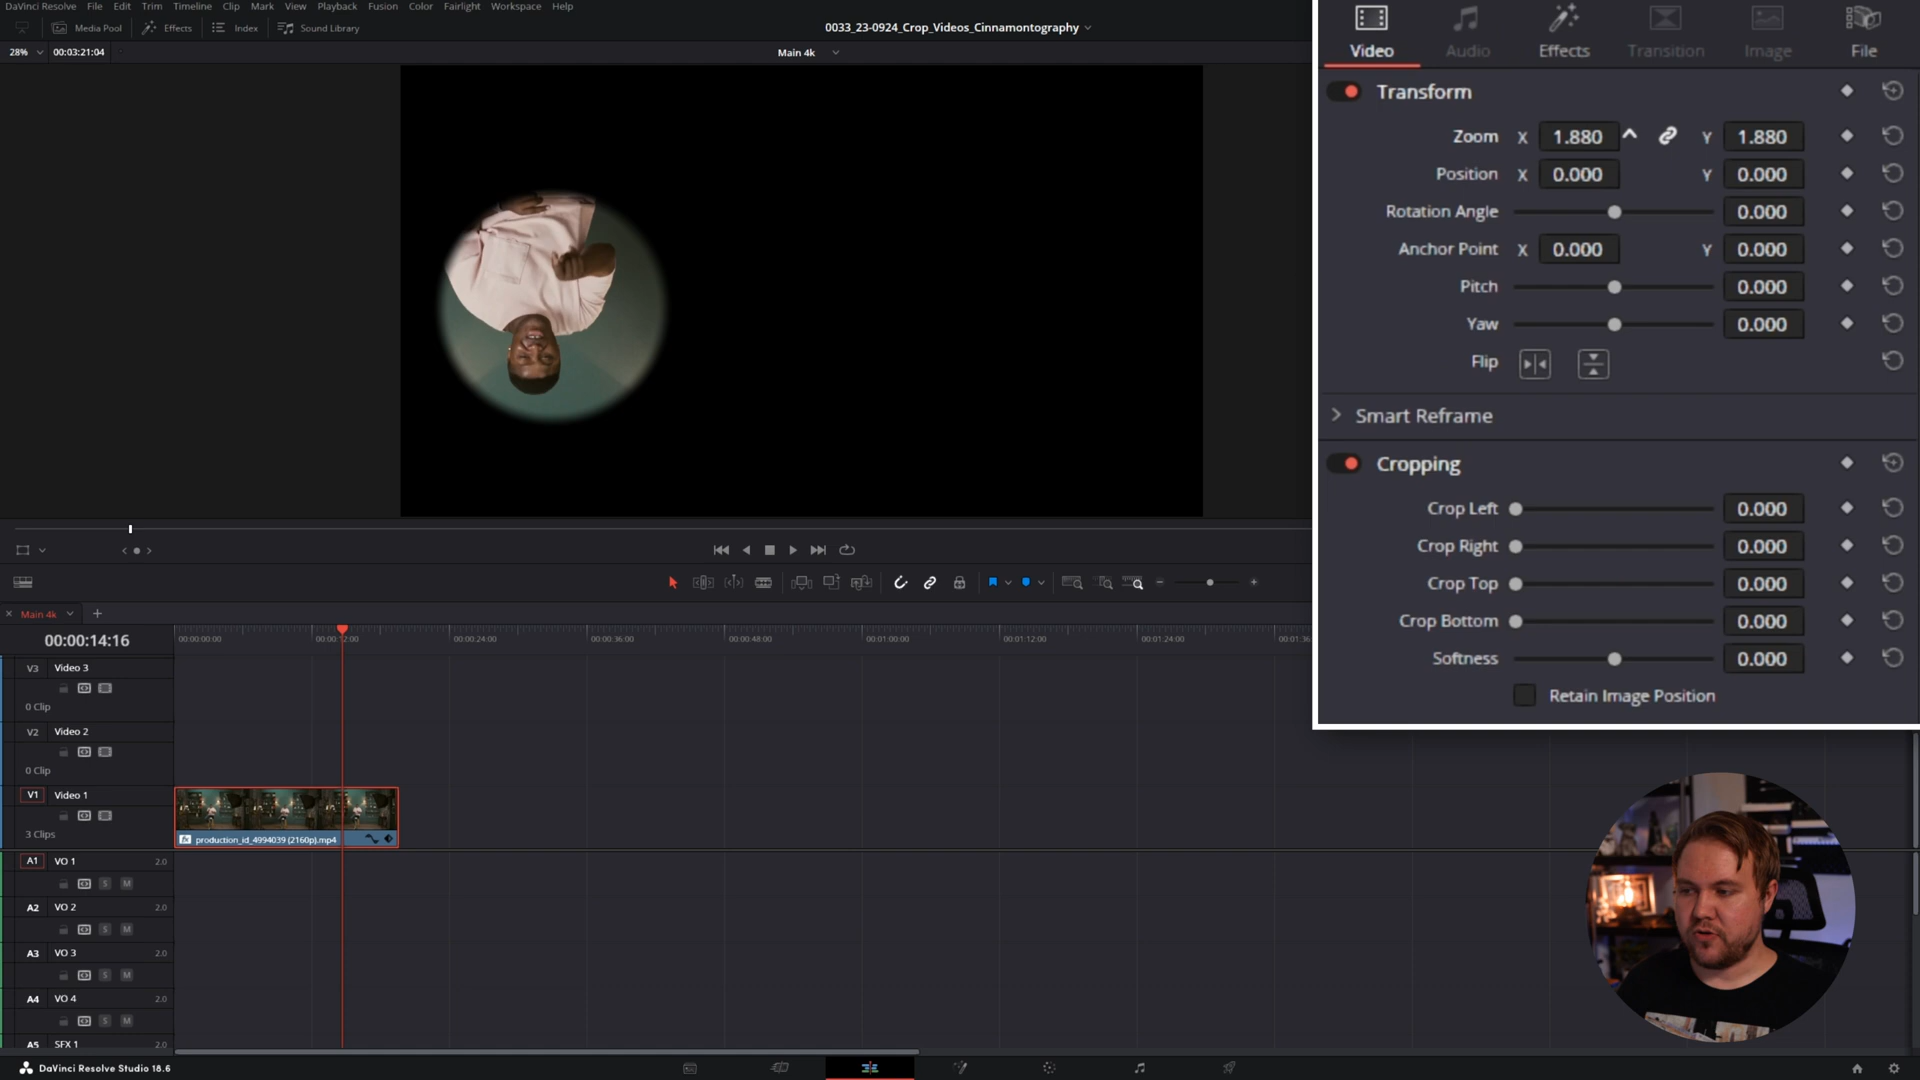 DaVinci Resolve File Edit Trim Timeline Clip Mark View Playback Fusion Color Fairlight Workspace Help
Media Pool Effects Index Sound Library
0033_23-0924_Crop_Videos_Cinnamontography
28% 00:03:21:04
Main 4k
Video Audio Effects Transition Image File
Transform
Zoom X 1.880 Y 1.880
Position X 0.000 Y 0.000
Rotation Angle 0.000
Anchor Point X 0.000 Y 0.000
Pitch 0.000
Yaw 0.000
Flip
Smart Reframe
Cropping
Crop Left 0.000
Crop Right 0.000
Crop Top 0.000
Crop Bottom 0.000
Softness 0.000
Retain Image Position
Main 4k
00:00:14:16
00:00:00:00 00:00:12:00 00:00:24:00 00:00:36:00 00:00:48:00 00:01:00:00 00:01:12:00 00:01:24:00 00:01:36
V3 Video 3
0 Clip
V2 Video 2
0 Clip
V1 Video 1
3 Clips
production_id_4994039 (2160p).mp4
A1 VO 1 2.0
S M
A2 VO 2 2.0
S M
A3 VO 3 2.0
S M
A4 VO 4 2.0
S M
A5 SFX 1 2.0
DaVinci Resolve Studio 18.6